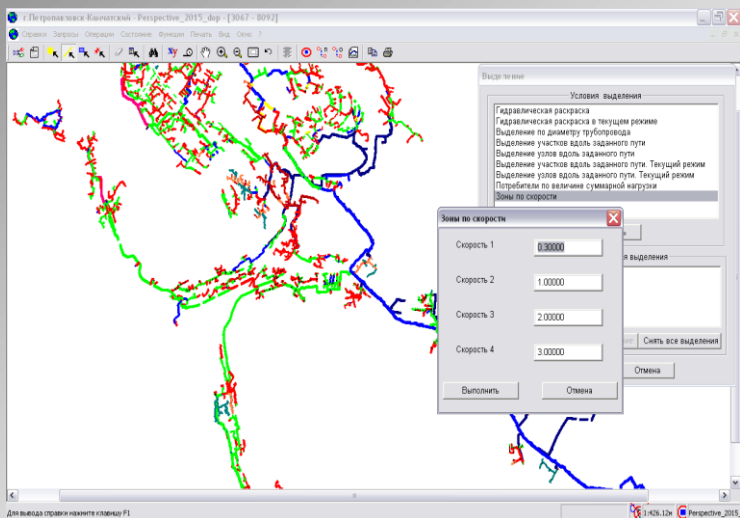 г.Петропавловск-Камчатский - Perspective_2015_dop - [3067 - 8092]
Справки Запросы Операции Состояние Функции Печать Вид Окно ?
Выделение
Условия выделения
Гидравлическая раскраска
Гидравлическая раскраска в текущем режиме
Выделение по диаметру трубопровода
Выделение участков вдоль заданного пути
Выделение узлов вдоль заданного пути
Выделение участков вдоль заданного пути. Текущий режим
Выделение узлов вдоль заданного пути. Текущий режим
Потребители по величине суммарной нагрузки
Зоны по скорости
Зоны по скорости
Скорость 1 0.30000
Скорость 2 1.00000
Скорость 3 2.00000
Скорость 4 3.00000
Выполнить Отмена
я выделения
Снять все выделения
Отмена
Для вывода справки нажмите клавишу F1
1:426.12м Perspective_2015_